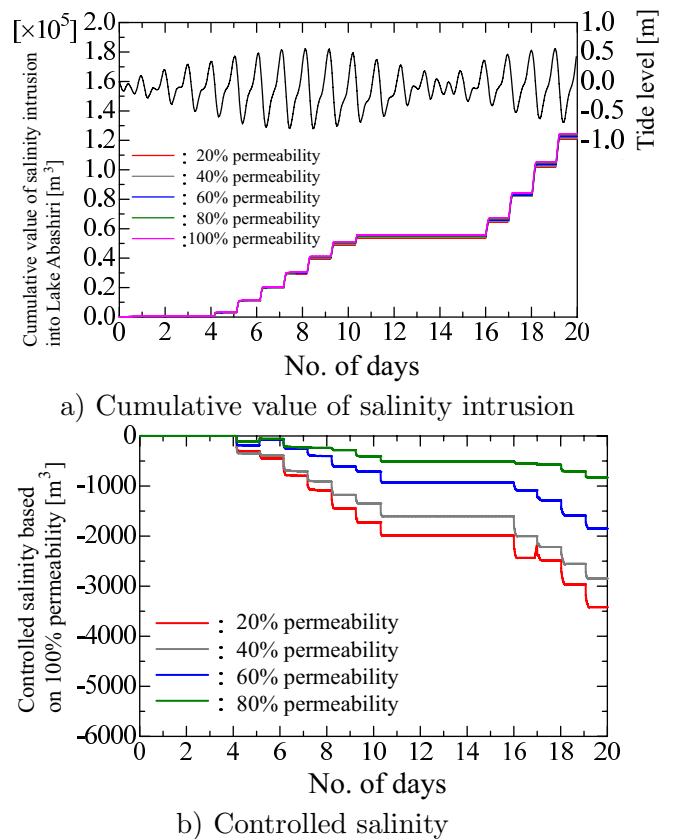 [×10⁵]
2.0
1.8
1.6
1.4
1.2
1.0
0.8
0.6
0.4
0.2
0.0
Cumulative value of salinity intrusion
into Lake Abashiri [m³]
1.0
0.5
0.0
-0.5
-1.0
Tide level [m]
: 20% permeability
: 40% permeability
: 60% permeability
: 80% permeability
:100% permeability
0 2 4 6 8 10 12 14 16 18 20
No. of days
a) Cumulative value of salinity intrusion
0
-1000
-2000
-3000
-4000
-5000
-6000
Controlled salinity based
on 100% permeability [m³]
: 20% permeability
: 40% permeability
: 60% permeability
: 80% permeability
0 2 4 6 8 10 12 14 16 18 20
No. of days
b) Controlled salinity